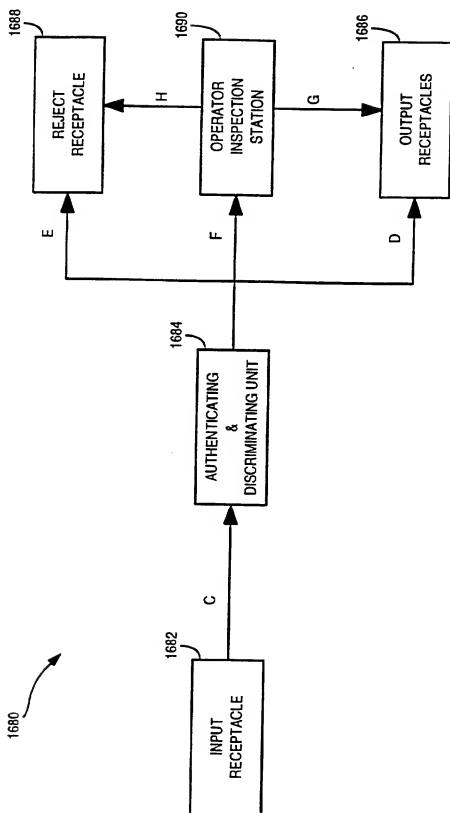 1680
1682
INPUT
RECEPTACLE
C
1684
AUTHENTICATING
&
DISCRIMINATING UNIT
E
F
D
1688
REJECT
RECEPTACLE
H
1690
OPERATOR
INSPECTION
STATION
G
1686
OUTPUT
RECEPTACLES